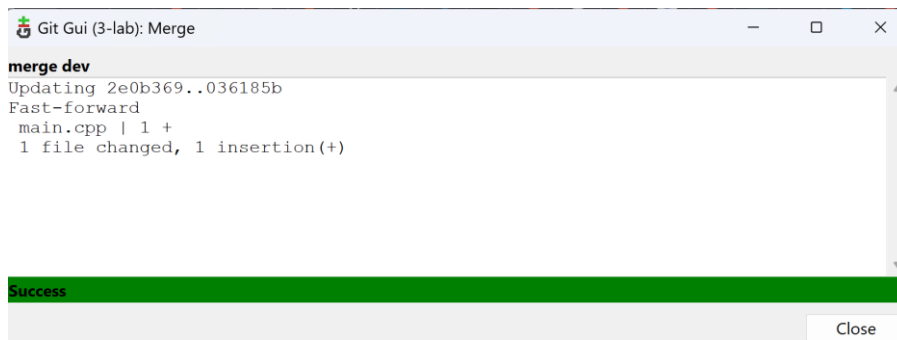 Git Gui (3-lab): Merge
merge dev
Updating 2e0b369..036185b
Fast-forward
 main.cpp | 1 +
 1 file changed, 1 insertion(+)
Success
Close